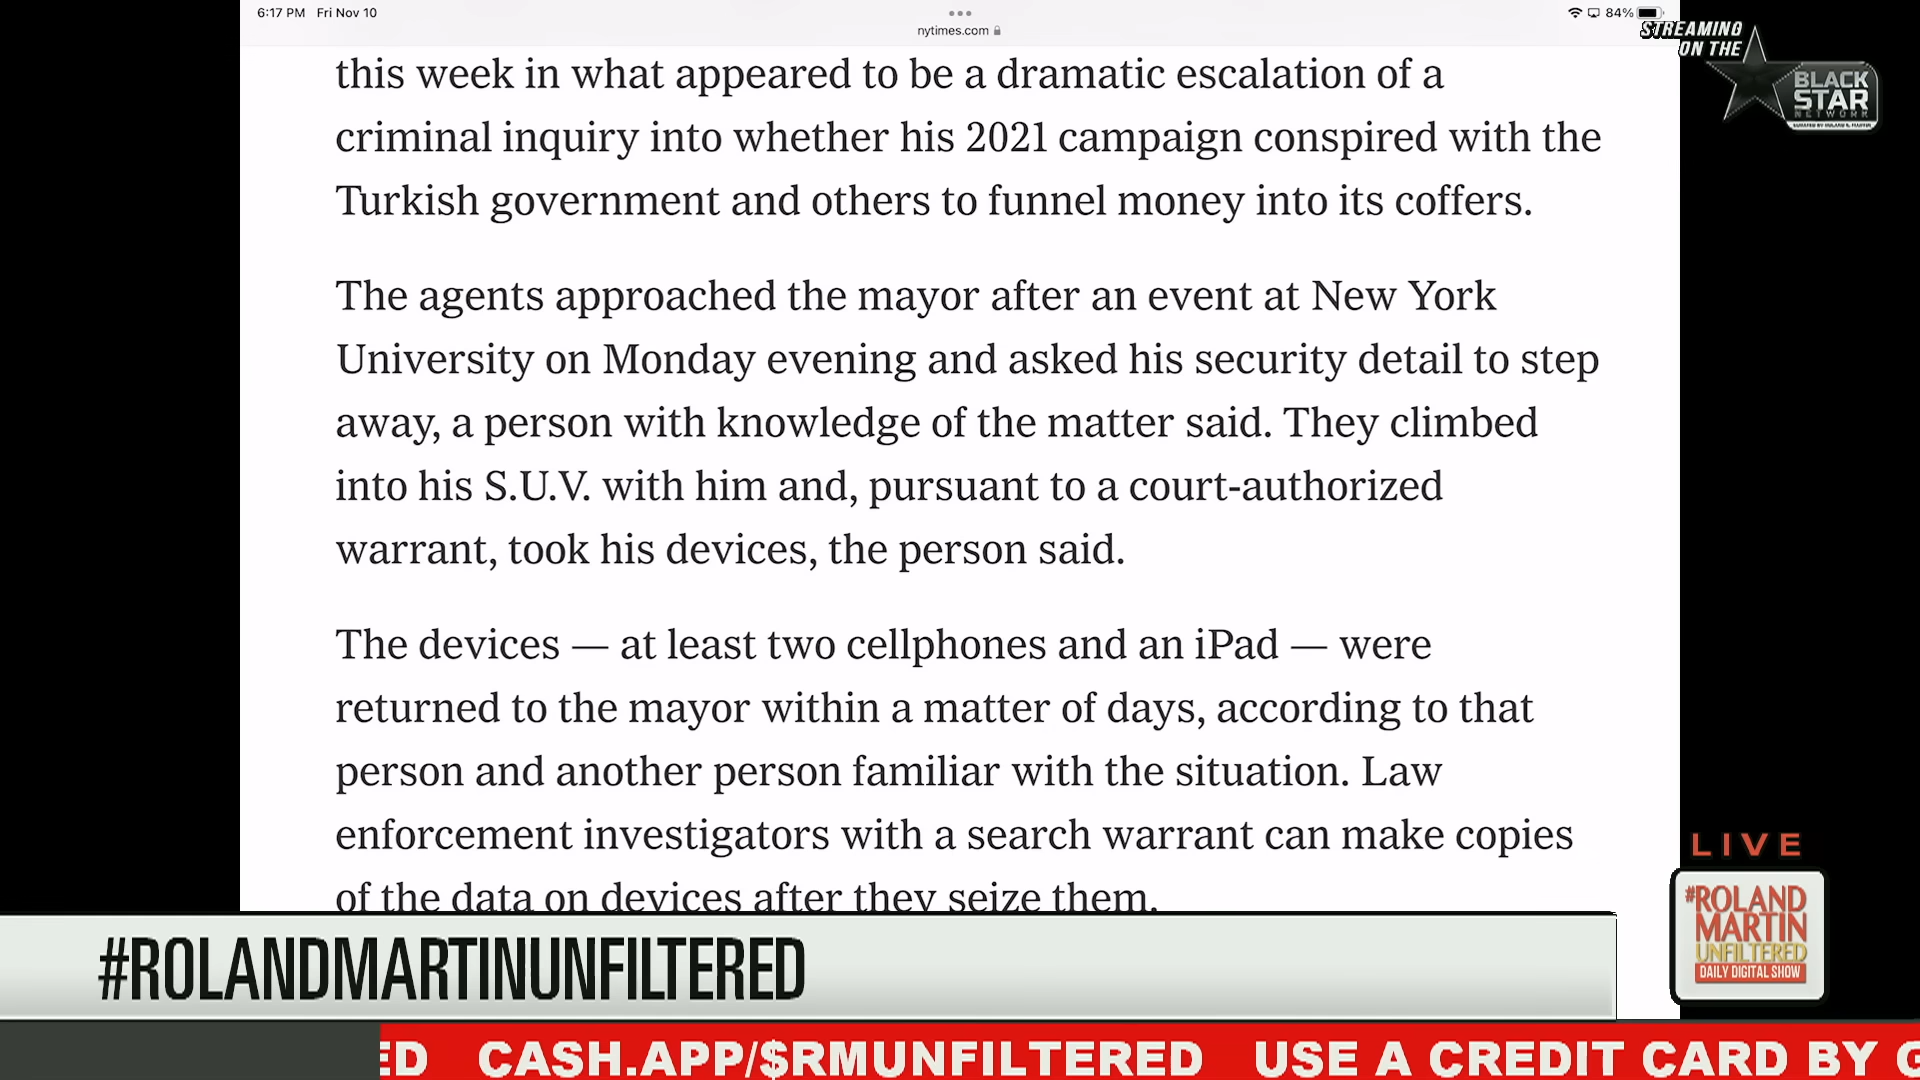 6:17 PM Fri Nov 10
84%
nytimes.com
STREAMING
ON THE
BLACK
STAR
NETWORK
this week in what appeared to be a dramatic escalation of a
criminal inquiry into whether his 2021 campaign conspired with the
Turkish government and others to funnel money into its coffers.
The agents approached the mayor after an event at New York
University on Monday evening and asked his security detail to step
away, a person with knowledge of the matter said. They climbed
into his S.U.V. with him and, pursuant to a court-authorized
warrant, took his devices, the person said.
The devices — at least two cellphones and an iPad — were
returned to the mayor within a matter of days, according to that
person and another person familiar with the situation. Law
enforcement investigators with a search warrant can make copies
of the data on devices after they seize them.
LIVE
#ROLAND
MARTIN
UNFILTERED
DAILY DIGITAL SHOW
#ROLANDMARTINUNFILTERED
ED CASH.APP/$RMUNFILTERED USE A CREDIT CARD BY G